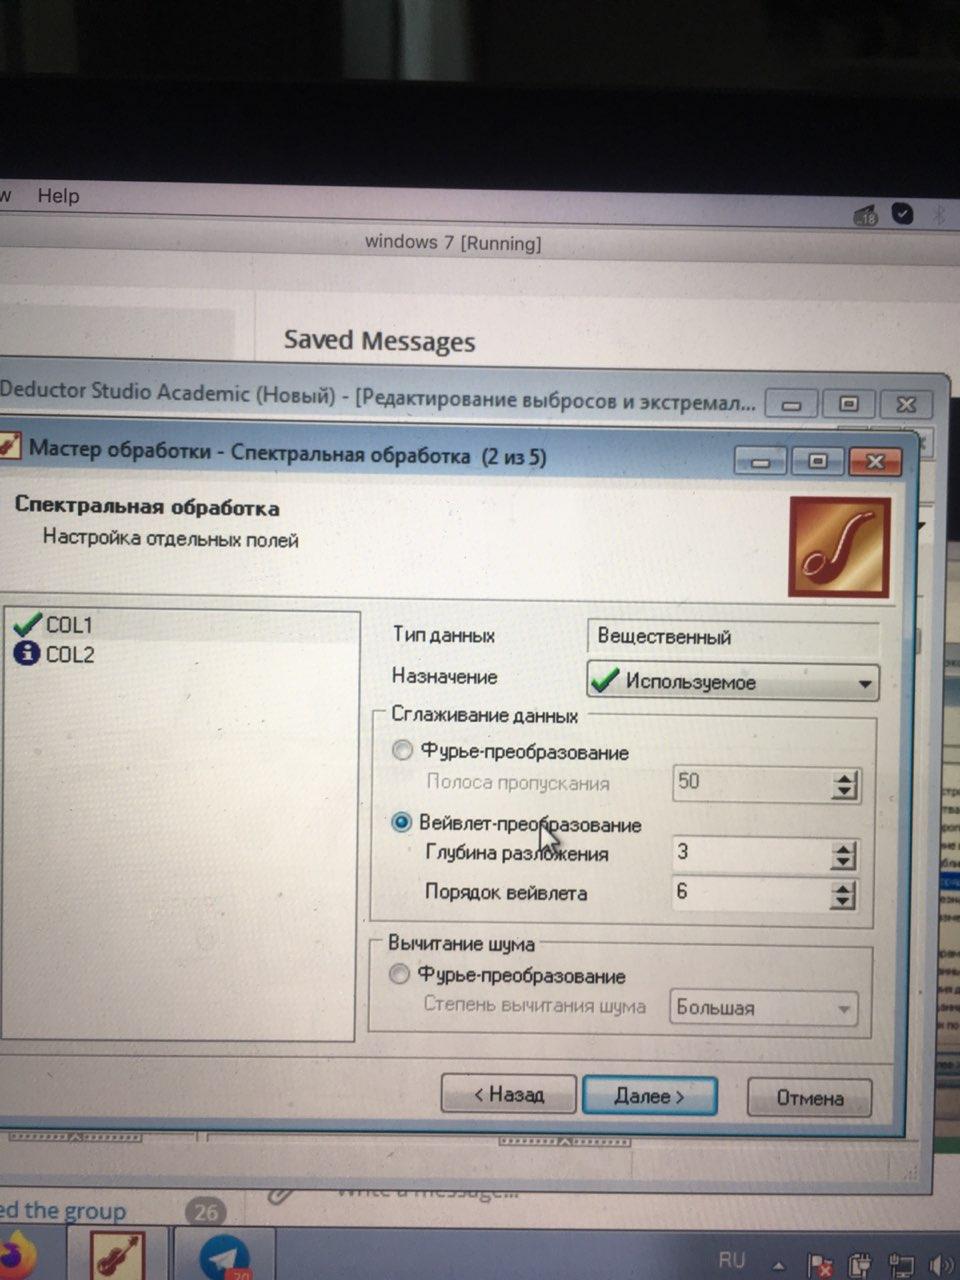 Help
18
windows 7 [Running]
Saved Messages
Deductor Studio Academic (Новый) - [Редактирование выбросов и экстремал...
Мастер обработки - Спектральная обработка (2 из 5)
Спектральная обработка
Настройка отдельных полей
COL1
COL2
Тип данных
Вещественный
Назначение
Используемое
Сглаживание данных
Фурье-преобразование
Полоса пропускания
50
Вейвлет-преобразование
Глубина разложения
3
Порядок вейвлета
6
Вычитание шума
Фурье-преобразование
Степень вычитания шума
Большая
< Назад
Далее >
Отмена
Write a message...
ed the group
26
RU